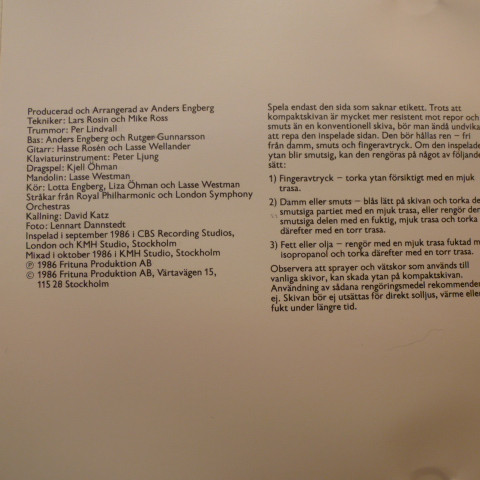 Producerad och Arrangerad av Anders Engberg
Tekniker: Lars Rosin och Mike Ross
Trummor: Per Lindvall
Bas: Anders Engberg och Rutger Gunnarsson
Gitarr: Hasse Rosén och Lasse Wellander
Klaviaturinstrument: Peter Ljung
Dragspel: Kjell Öhman
Mandolin: Lasse Westman
Kör: Lotta Engberg, Liza Öhman och Lasse Westman
Stråkar från Royal Philharmonic och London Symphony
Orchestras
Kallning: David Katz
Foto: Lennart Dannstedt
Inspelad i september 1986 i CBS Recording Studios,
London och KMH Studio, Stockholm
Mixad i oktober 1986 i KMH Studio, Stockholm
℗ 1986 Frituna Produktion AB
© 1986 Frituna Produktion AB, Värtavägen 15,
115 28 Stockholm
Spela endast den sida som saknar etikett. Trots att
kompaktskivan är mycket mer resistent mot repor och
smuts än en konventionell skiva, bör man ändå undvika
att repa den inspelade sidan. Den bör hållas ren – fri
från damm, smuts och fingeravtryck. Om den inspelade
ytan blir smutsig, kan den rengöras på något av följande
sätt:
1) Fingeravtryck – torka ytan försiktigt med en mjuk
trasa.
2) Damm eller smuts – blås lätt på skivan och torka de
smutsiga partiet med en mjuk trasa, eller rengör den
smutsiga delen med en fuktig, mjuk trasa och torka
därefter med en torr trasa.
3) Fett eller olja – rengör med en mjuk trasa fuktad m
isopropanol och torka därefter med en torr trasa.
Observera att sprayer och vätskor som används till
vanliga skivor, kan skada ytan på kompaktskivan.
Användning av sådana rengöringsmedel rekommender
ej. Skivan bör ej utsättas för direkt solljus, värme elle
fukt under längre tid.